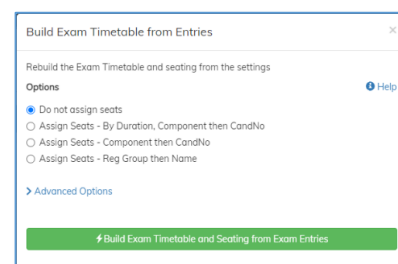 Build Exam Timetable from Entries
×
Rebuild the Exam Timetable and seating from the settings
Options
Help
Do not assign seats
Assign Seats - By Duration, Component then CandNo
Assign Seats - Component then CandNo
Assign Seats - Reg Group then Name
Advanced Options
Build Exam Timetable and Seating from Exam Entries